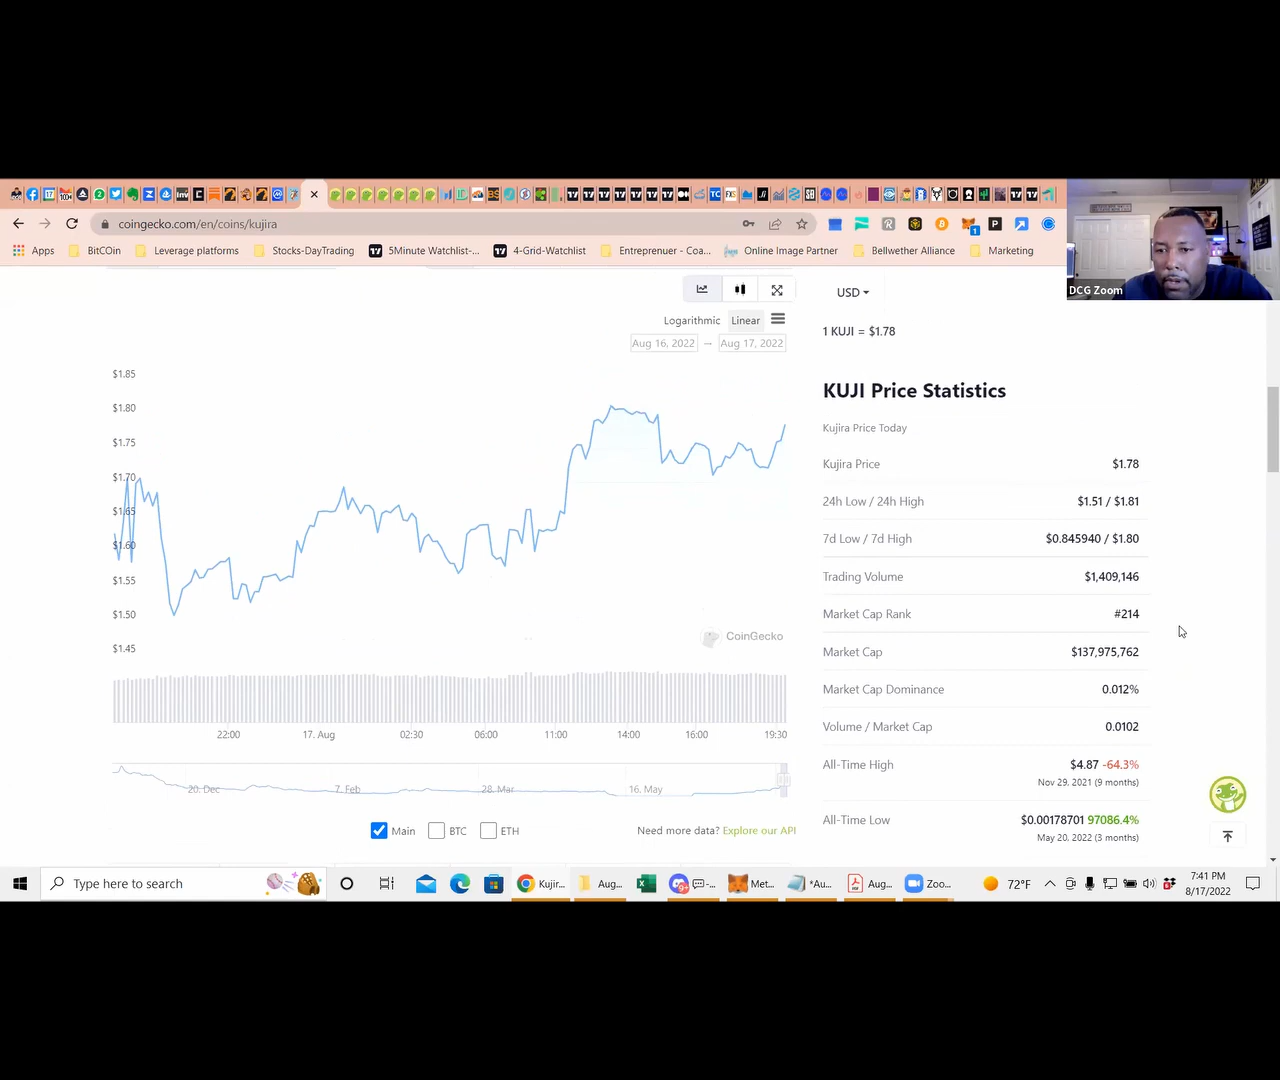 coingecko.com/en/coins/kujira
Apps BitCOin Leverage platforms Stocks-DayTrading 5Minute Watchlist-... 4-Grid-Watchlist Entreprenuer - Coa... Online Image Partner Bellwether Alliance Marketing
DCG Zoom
USD
Logarithmic Linear
1 KUJI = $1.78
Aug 16, 2022 — Aug 17, 2022
$1.85
$1.80
$1.75
$1.70
$1.65
$1.60
$1.55
$1.50
$1.45
CoinGecko
22:00 17. Aug 02:30 06:00 11:00 14:00 16:00 19:30
20. Dec 7. Feb 28. Mar 16. May
Main BTC ETH
Need more data? Explore our API
KUJI Price Statistics
Kujira Price Today
Kujira Price $1.78
24h Low / 24h High $1.51 / $1.81
7d Low / 7d High $0.845940 / $1.80
Trading Volume $1,409,146
Market Cap Rank #214
Market Cap $137,975,762
Market Cap Dominance 0.012%
Volume / Market Cap 0.0102
All-Time High $4.87 -64.3%
Nov 29, 2021 (9 months)
All-Time Low $0.00178701 97086.4%
May 20, 2022 (3 months)
Type here to search
Kujir... Aug... Met... *Au... Aug... Zoo...
72°F
7:41 PM
8/17/2022